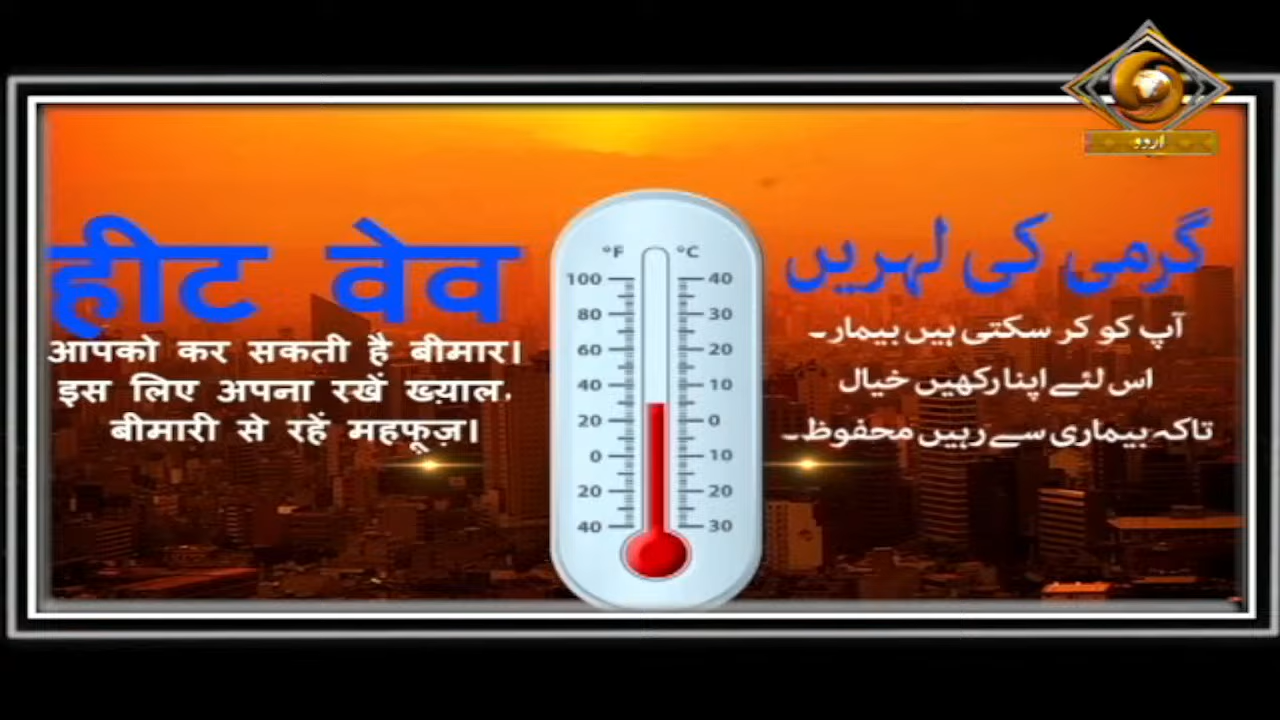 اردو
हीट वेव
आपको कर सकती है बीमार।
इस लिए अपना रखें ख्य़ाल,
बीमारी से रहें महफूज़।
°F °C
100 40
80 30
60 20
40 10
20 0
0 10
20 20
40 30
گرمی کی لہریں
آپ کو کر سکتی ہیں بیمار۔
اس لئے اپنا رکھیں خیال
تاکہ بیماری سے رہیں محفوظ۔